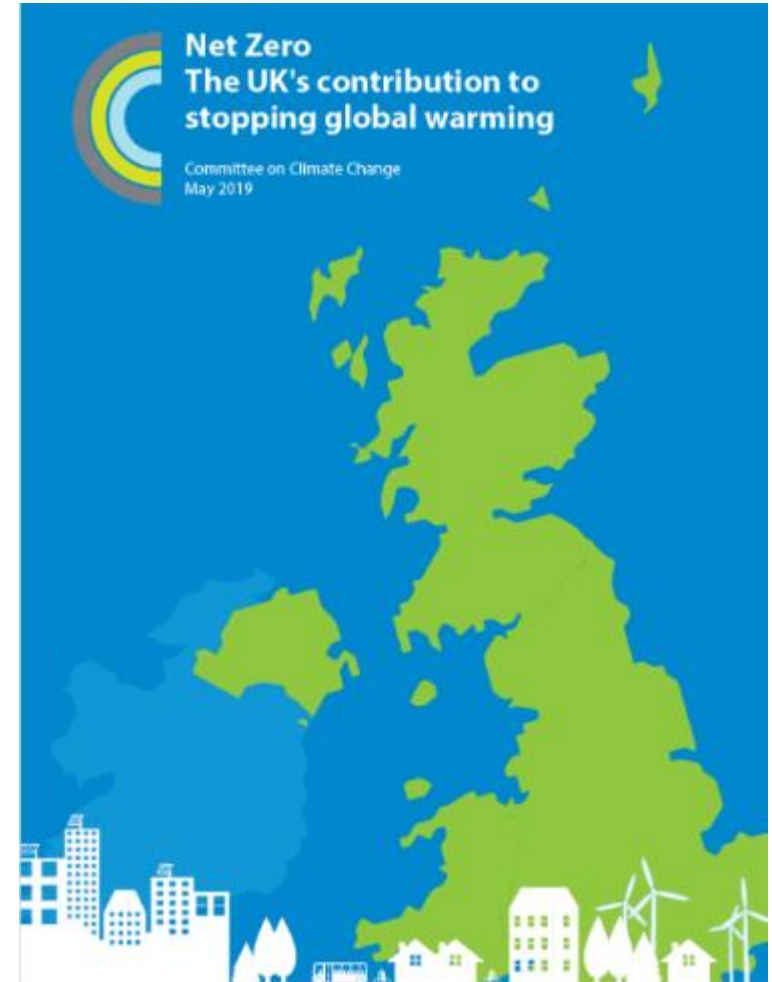 Net Zero
The UK's contribution to
stopping global warming
Committee on Climate Change
May 2019